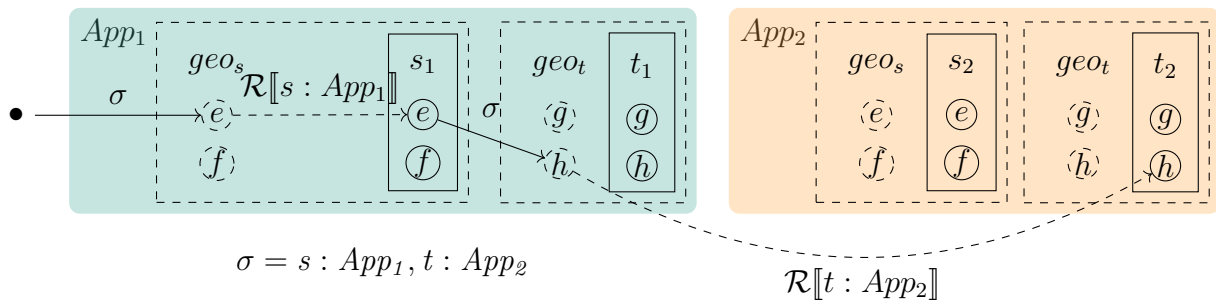 App₁ App₂
geoₛ s₁ geoₜ t₁ geoₛ s₂ geoₜ t₂
σ ℛ⟦s : App₁⟧ σ
• e e g g e e g g
f f h h f f h h
σ = s : App₁, t : App₂
ℛ⟦t : App₂⟧